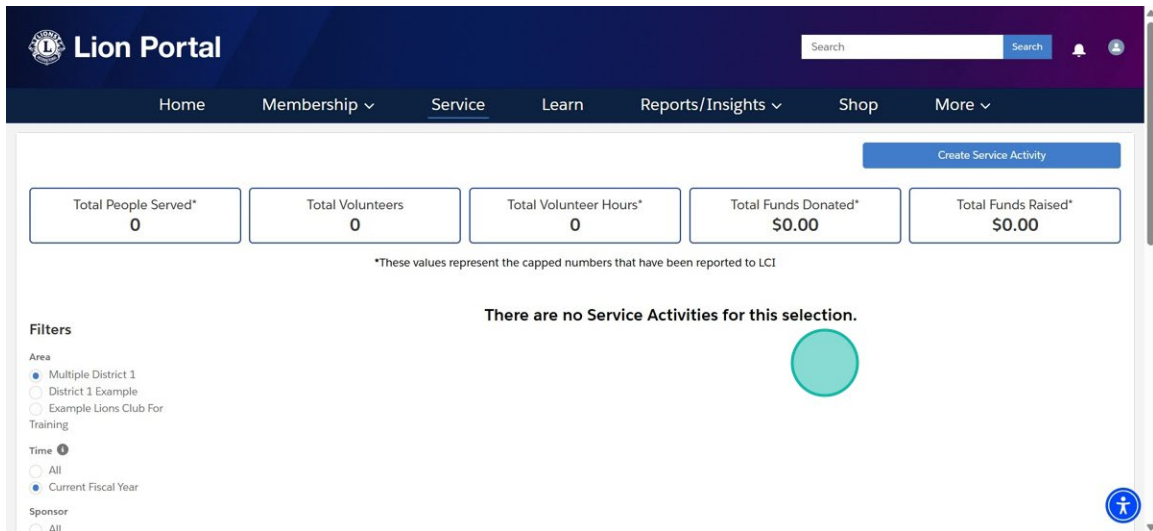 Lion Portal
Search
Search
Home Membership Service Learn Reports/Insights Shop More
Create Service Activity
Total People Served*
0
Total Volunteers
0
Total Volunteer Hours*
0
Total Funds Donated*
$0.00
Total Funds Raised*
$0.00
*These values represent the capped numbers that have been reported to LCI
There are no Service Activities for this selection.
Filters
Area
Multiple District 1
District 1 Example
Example Lions Club For
Training
Time
All
Current Fiscal Year
Sponsor
All